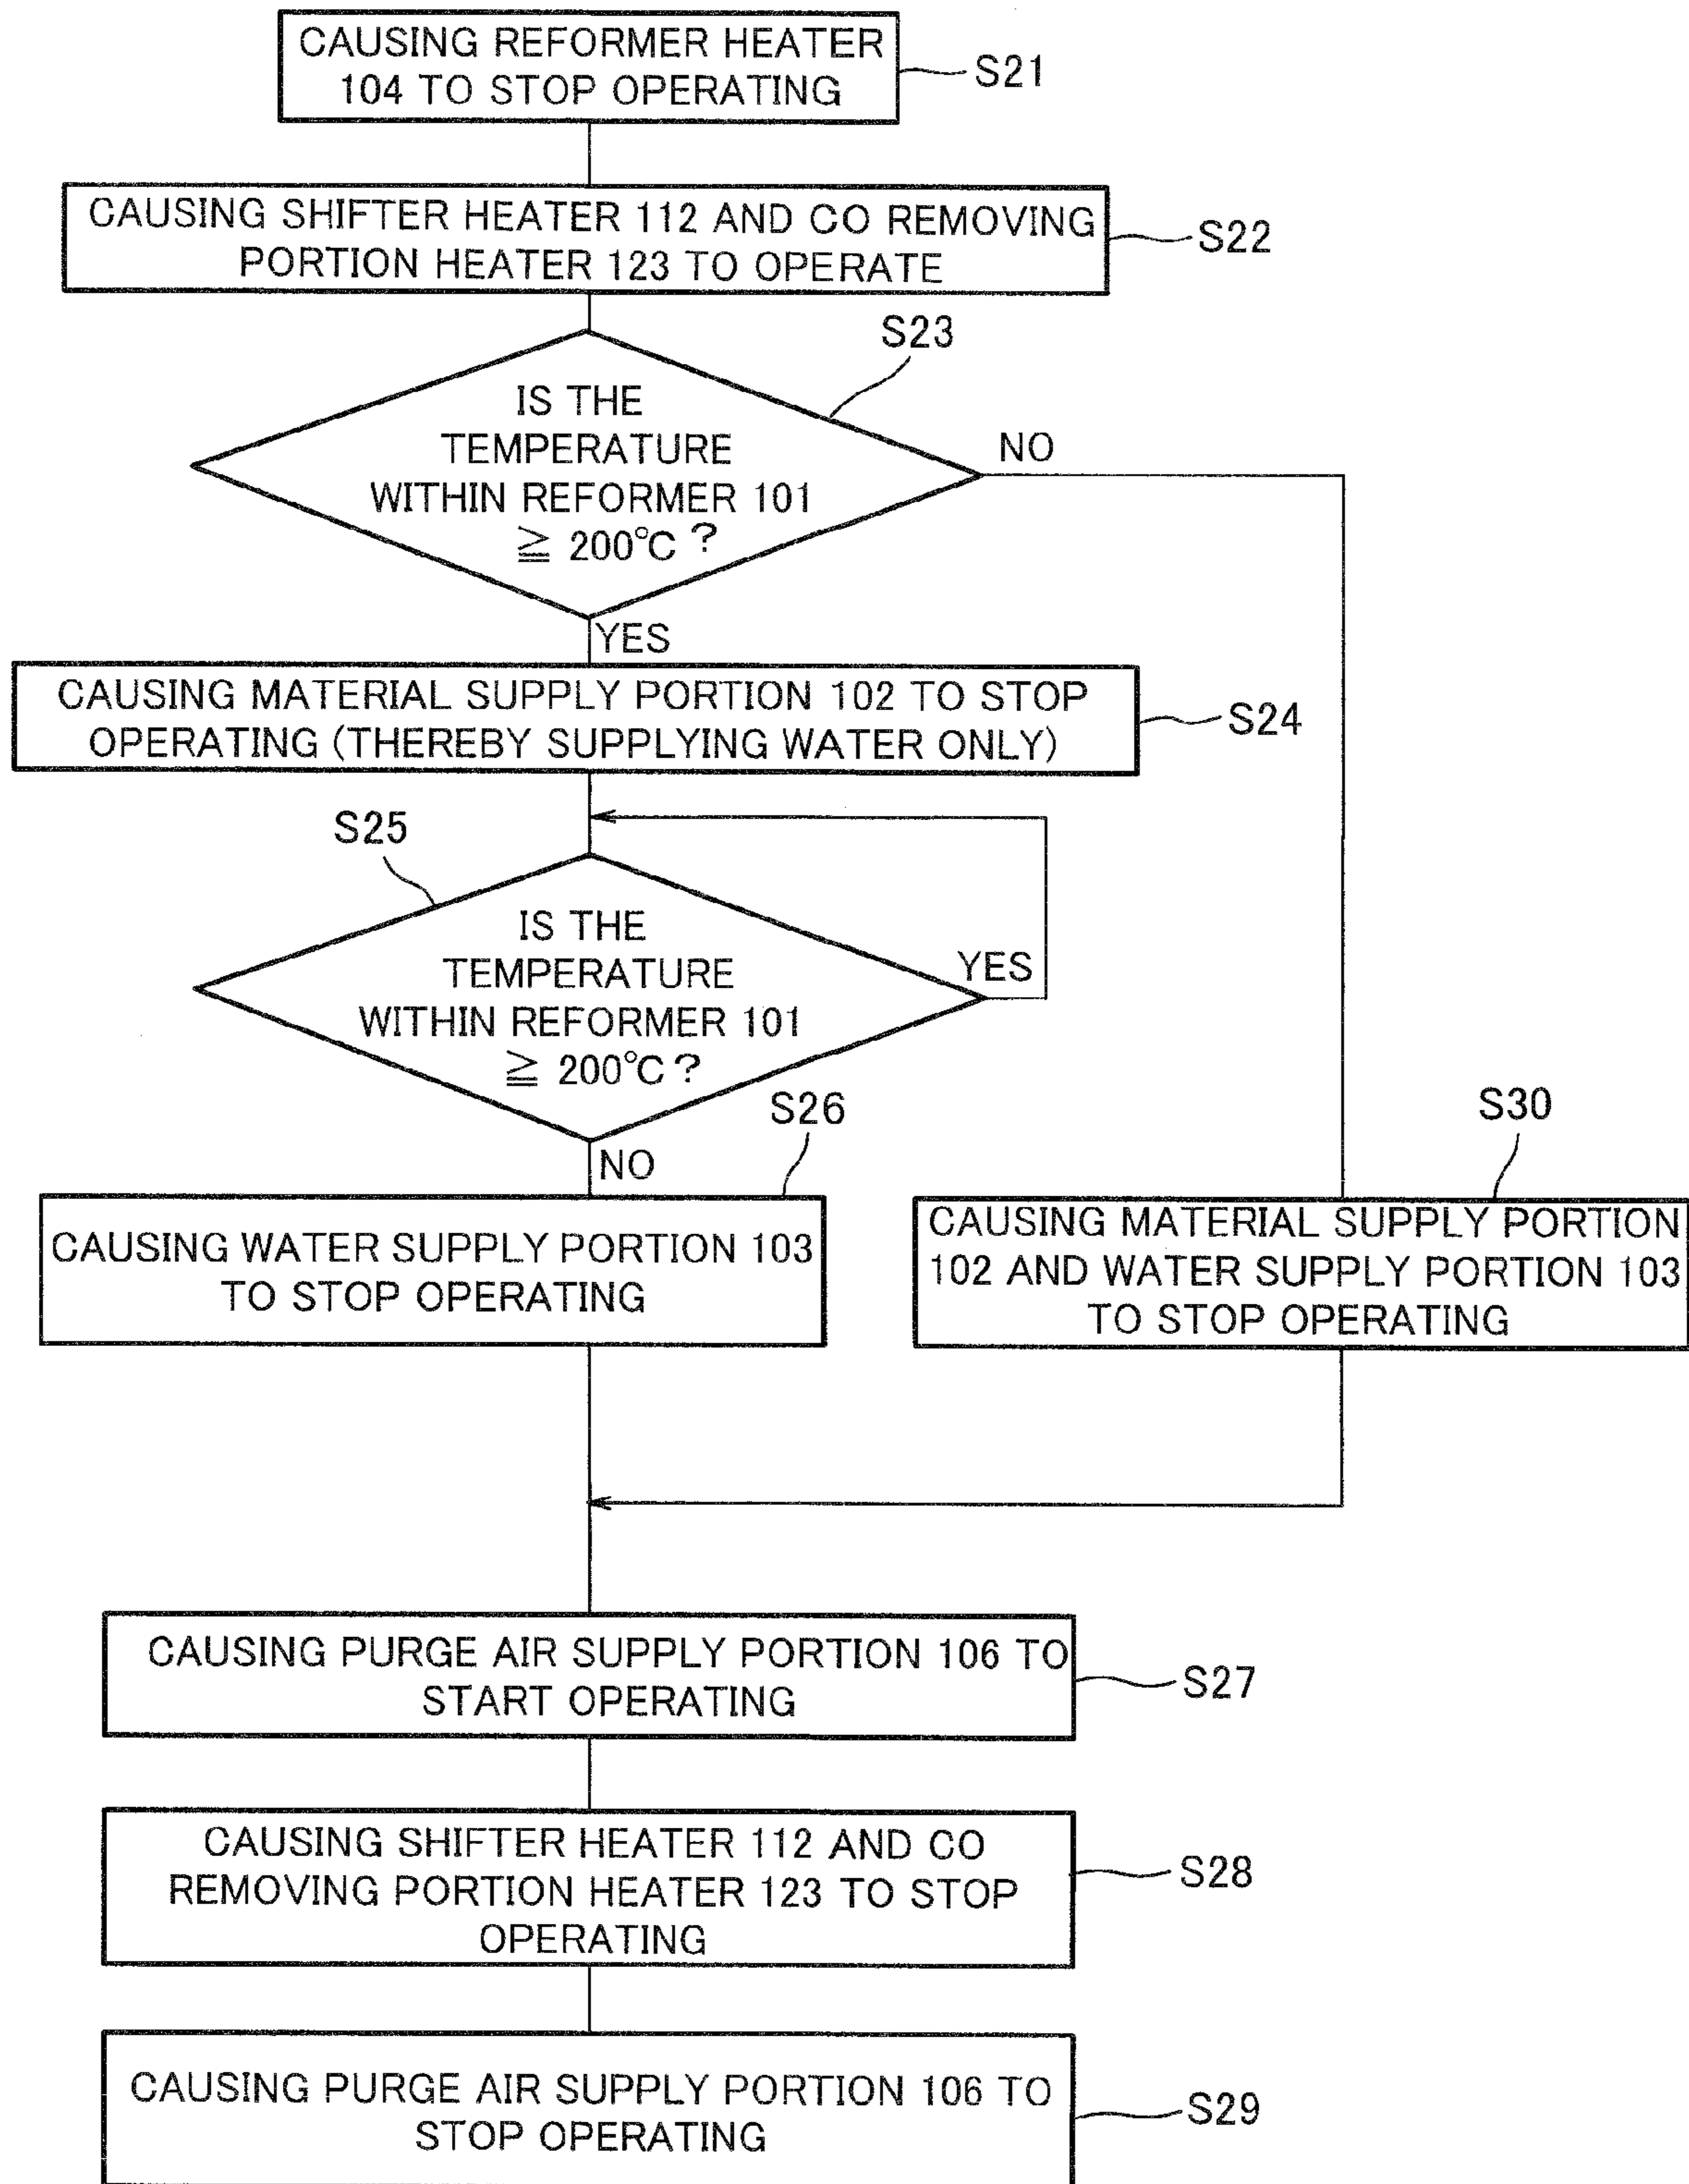 CAUSING REFORMER HEATER
104 TO STOP OPERATING
S21
CAUSING SHIFTER HEATER 112 AND CO REMOVING
PORTION HEATER 123 TO OPERATE
S22
S23
IS THE
TEMPERATURE
WITHIN REFORMER 101
≧ 200℃ ?
NO
YES
CAUSING MATERIAL SUPPLY PORTION 102 TO STOP
OPERATING (THEREBY SUPPLYING WATER ONLY)
S24
S25
IS THE
TEMPERATURE
WITHIN REFORMER 101
≧ 200℃ ?
YES
NO
S26
CAUSING WATER SUPPLY PORTION 103
TO STOP OPERATING
S30
CAUSING MATERIAL SUPPLY PORTION
102 AND WATER SUPPLY PORTION 103
TO STOP OPERATING
CAUSING PURGE AIR SUPPLY PORTION 106 TO
START OPERATING
S27
CAUSING SHIFTER HEATER 112 AND CO
REMOVING PORTION HEATER 123 TO STOP
OPERATING
S28
CAUSING PURGE AIR SUPPLY PORTION 106 TO
STOP OPERATING
S29